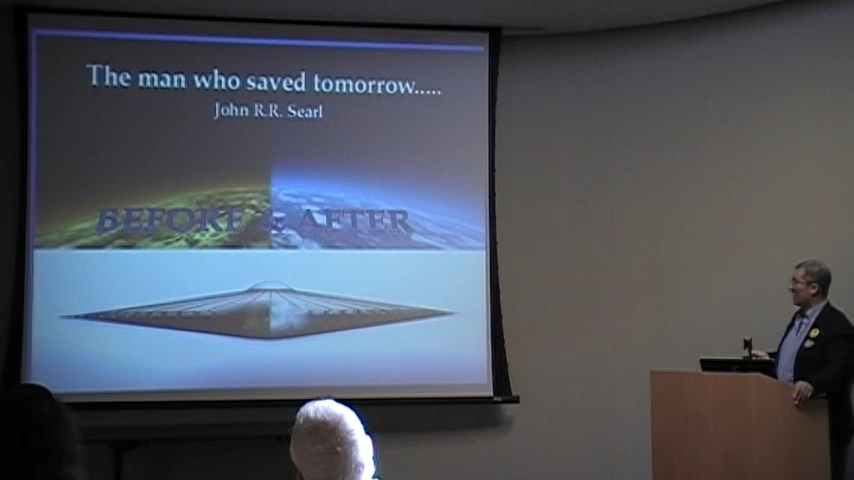 The man who saved tomorrow.....
John R.R. Searl
BEFORE & AFTER